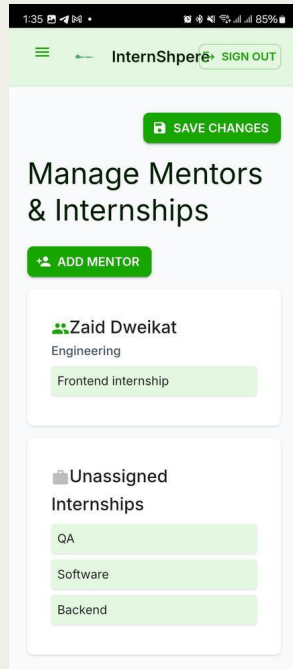 1:35 85%
InternShpere SIGN OUT
SAVE CHANGES
Manage Mentors
& Internships
ADD MENTOR
Zaid Dweikat
Engineering
Frontend internship
Unassigned
Internships
QA
Software
Backend